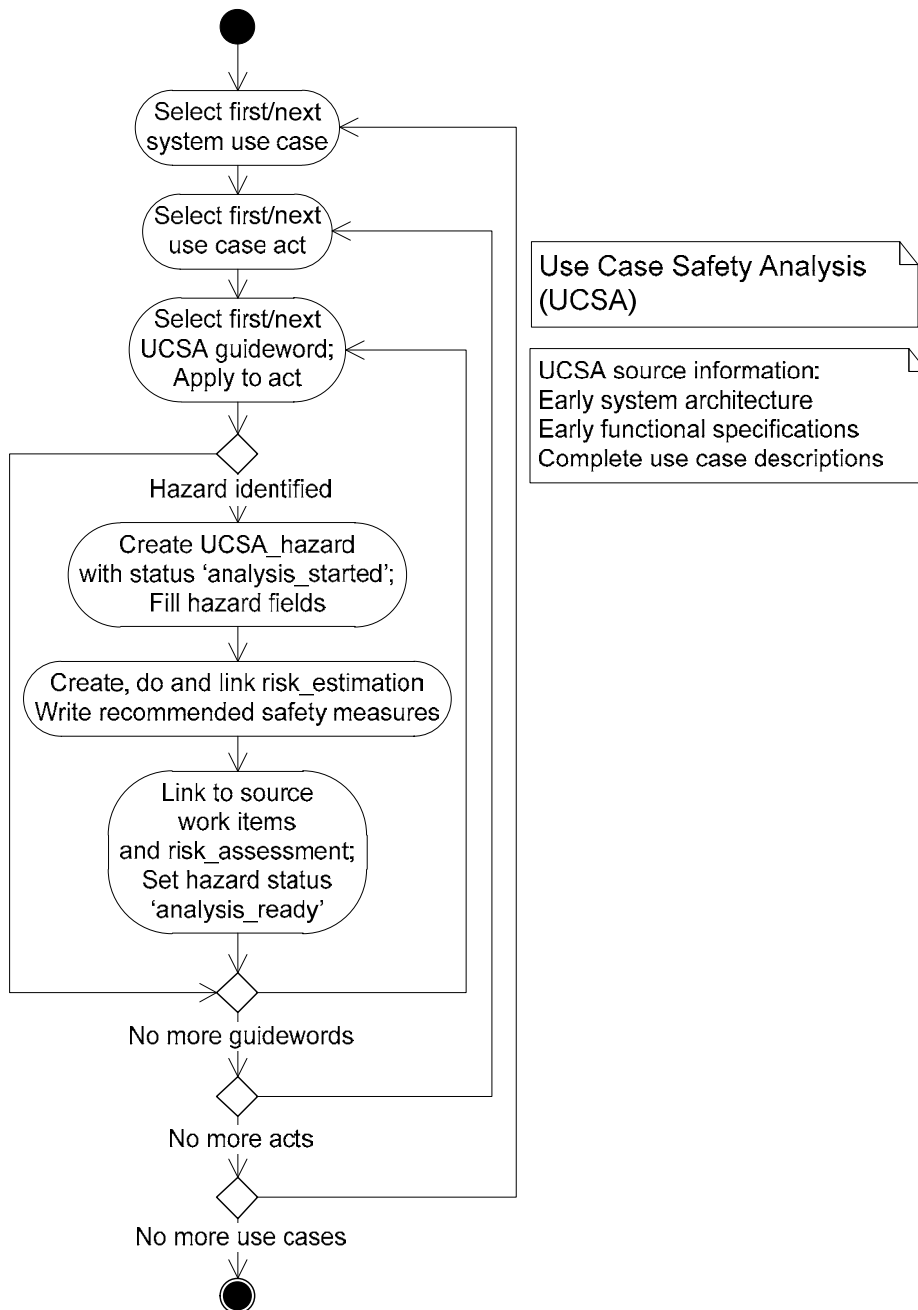 Select first/next
system use case
Select first/next
use case act
Use Case Safety Analysis
(UCSA)
Select first/next
UCSA guideword;
Apply to act
UCSA source information:
Early system architecture
Early functional specifications
Complete use case descriptions
Hazard identified
Create UCSA_hazard
with status ‘analysis_started’;
Fill hazard fields
Create, do and link risk_estimation
Write recommended safety measures
Link to source
work items
and risk_assessment;
Set hazard status
‘analysis_ready’
No more guidewords
No more acts
No more use cases